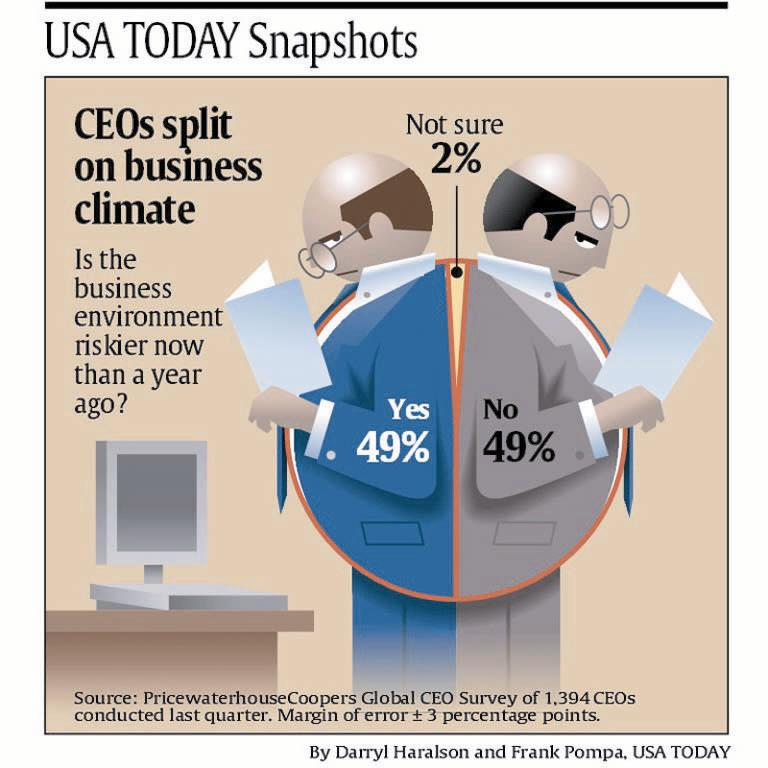 USA TODAY Snapshots
CEOs split
on business
climate
Is the
business
environment
riskier now
than a year
ago?
Not sure
2%
Yes
49%
No
49%
Source: PricewaterhouseCoopers Global CEO Survey of 1,394 CEOs
conducted last quarter. Margin of error ± 3 percentage points.
By Darryl Haralson and Frank Pompa, USA TODAY